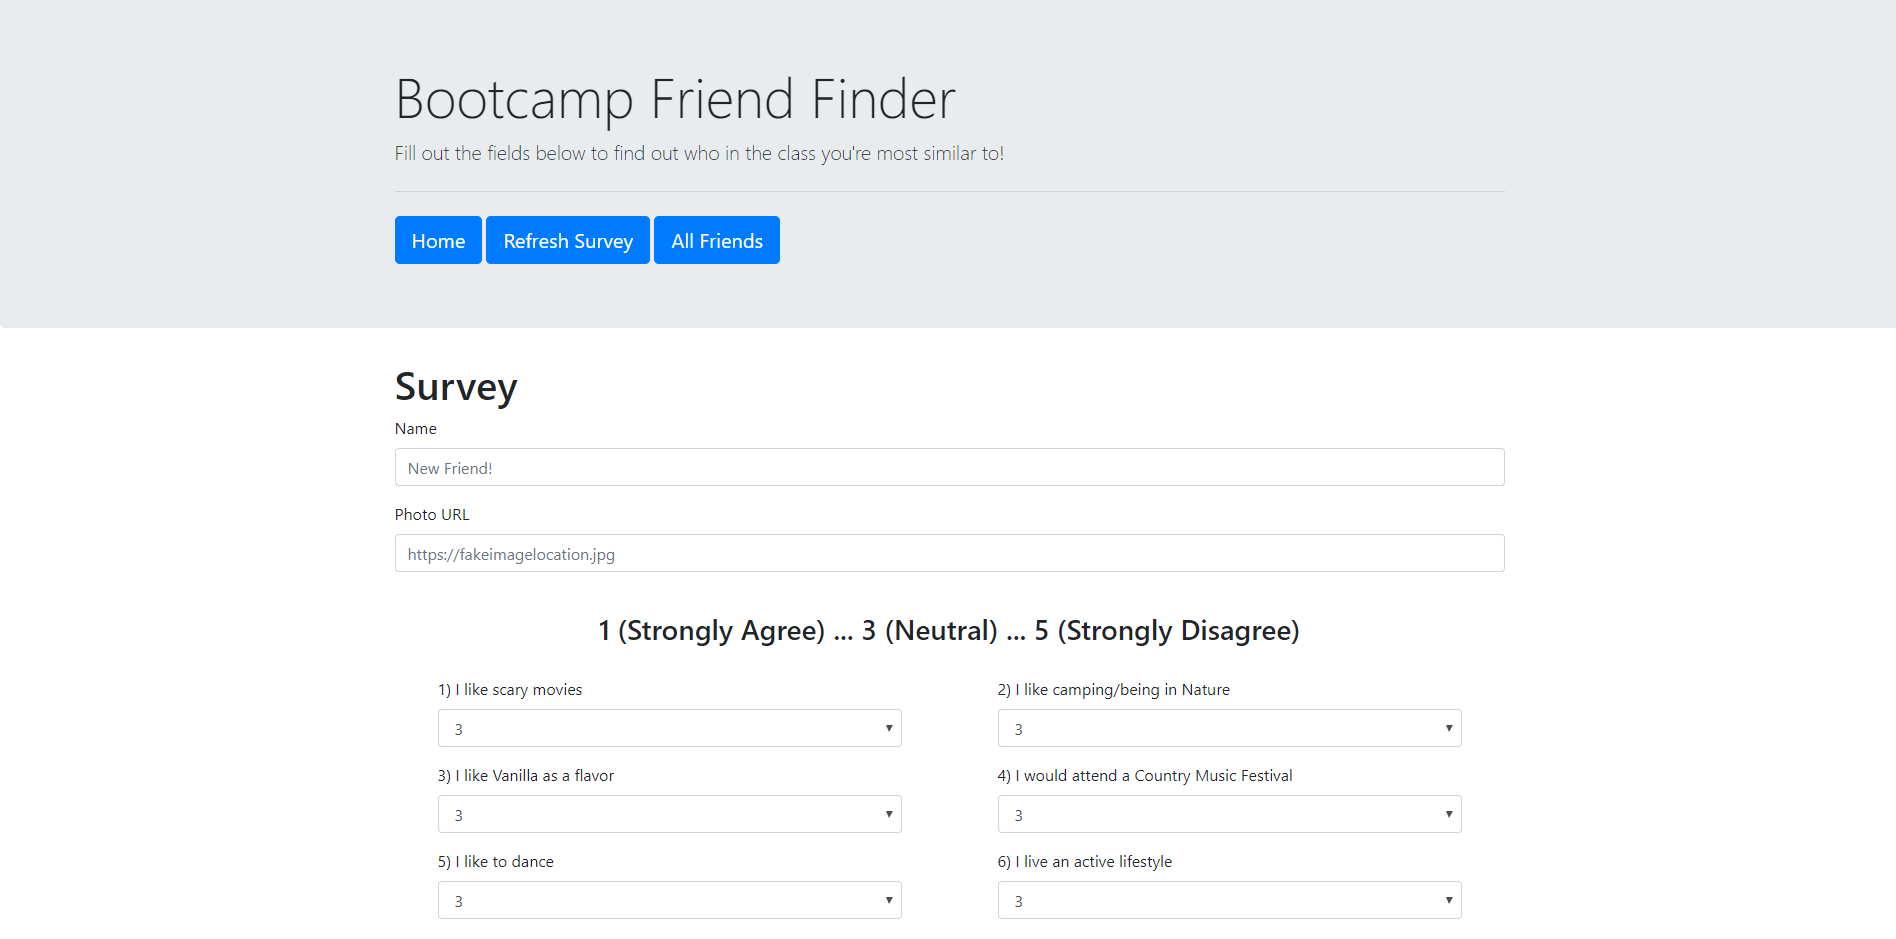 Bootcamp Friend Finder
Fill out the fields below to find out who in the class you're most similar to!
Home Refresh Survey All Friends
Survey
Name
New Friend!
Photo URL
https://fakeimagelocation.jpg
1 (Strongly Agree) ... 3 (Neutral) ... 5 (Strongly Disagree)
1) I like scary movies
3
2) I like camping/being in Nature
3
3) I like Vanilla as a flavor
3
4) I would attend a Country Music Festival
3
5) I like to dance
3
6) I live an active lifestyle
3